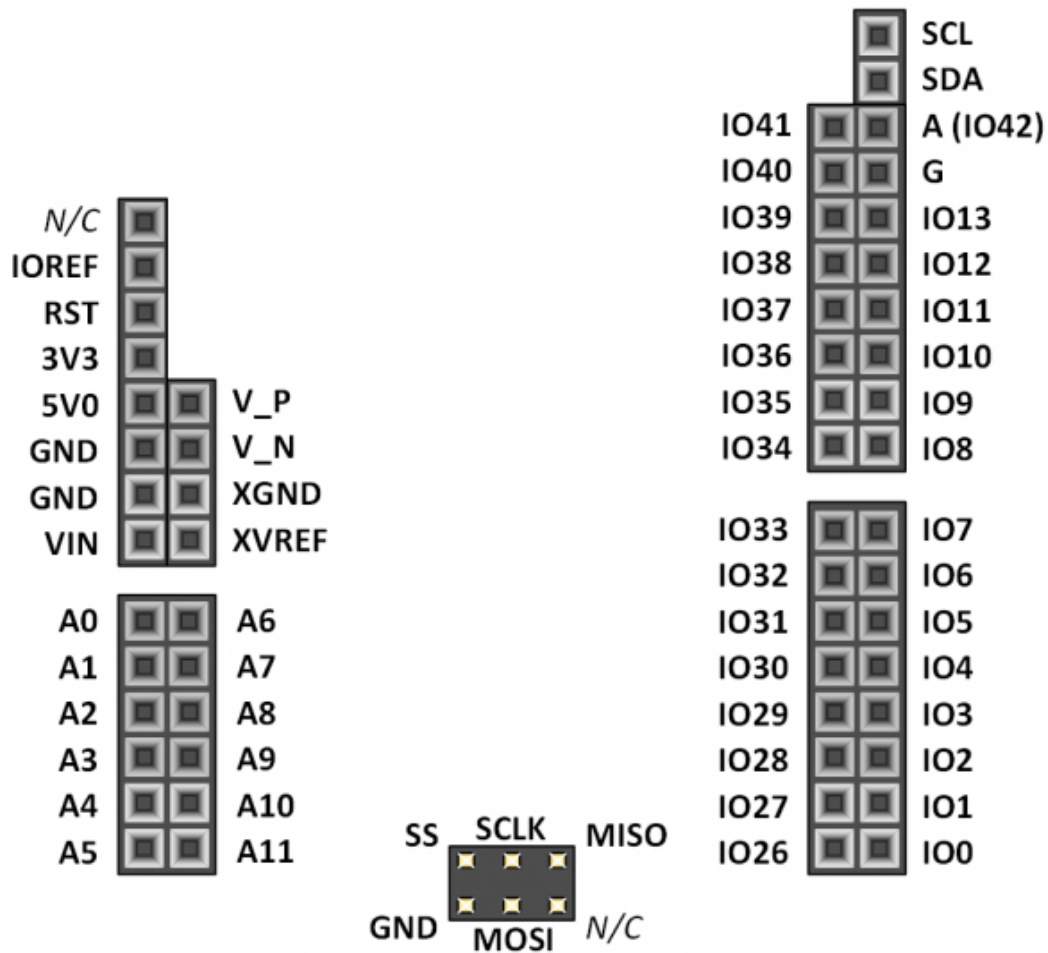 SCL
SDA
IO41 A (IO42)
IO40 G
N/C IO39 IO13
IOREF IO38 IO12
RST IO37 IO11
3V3 IO36 IO10
5V0 V_P IO35 IO9
GND V_N IO34 IO8
GND XGND
VIN XVREF IO33 IO7
IO32 IO6
A0 A6 IO31 IO5
A1 A7 IO30 IO4
A2 A8 IO29 IO3
A3 A9 IO28 IO2
A4 A10 IO27 IO1
A5 A11 IO26 IO0
SS SCLK MISO
GND MOSI N/C